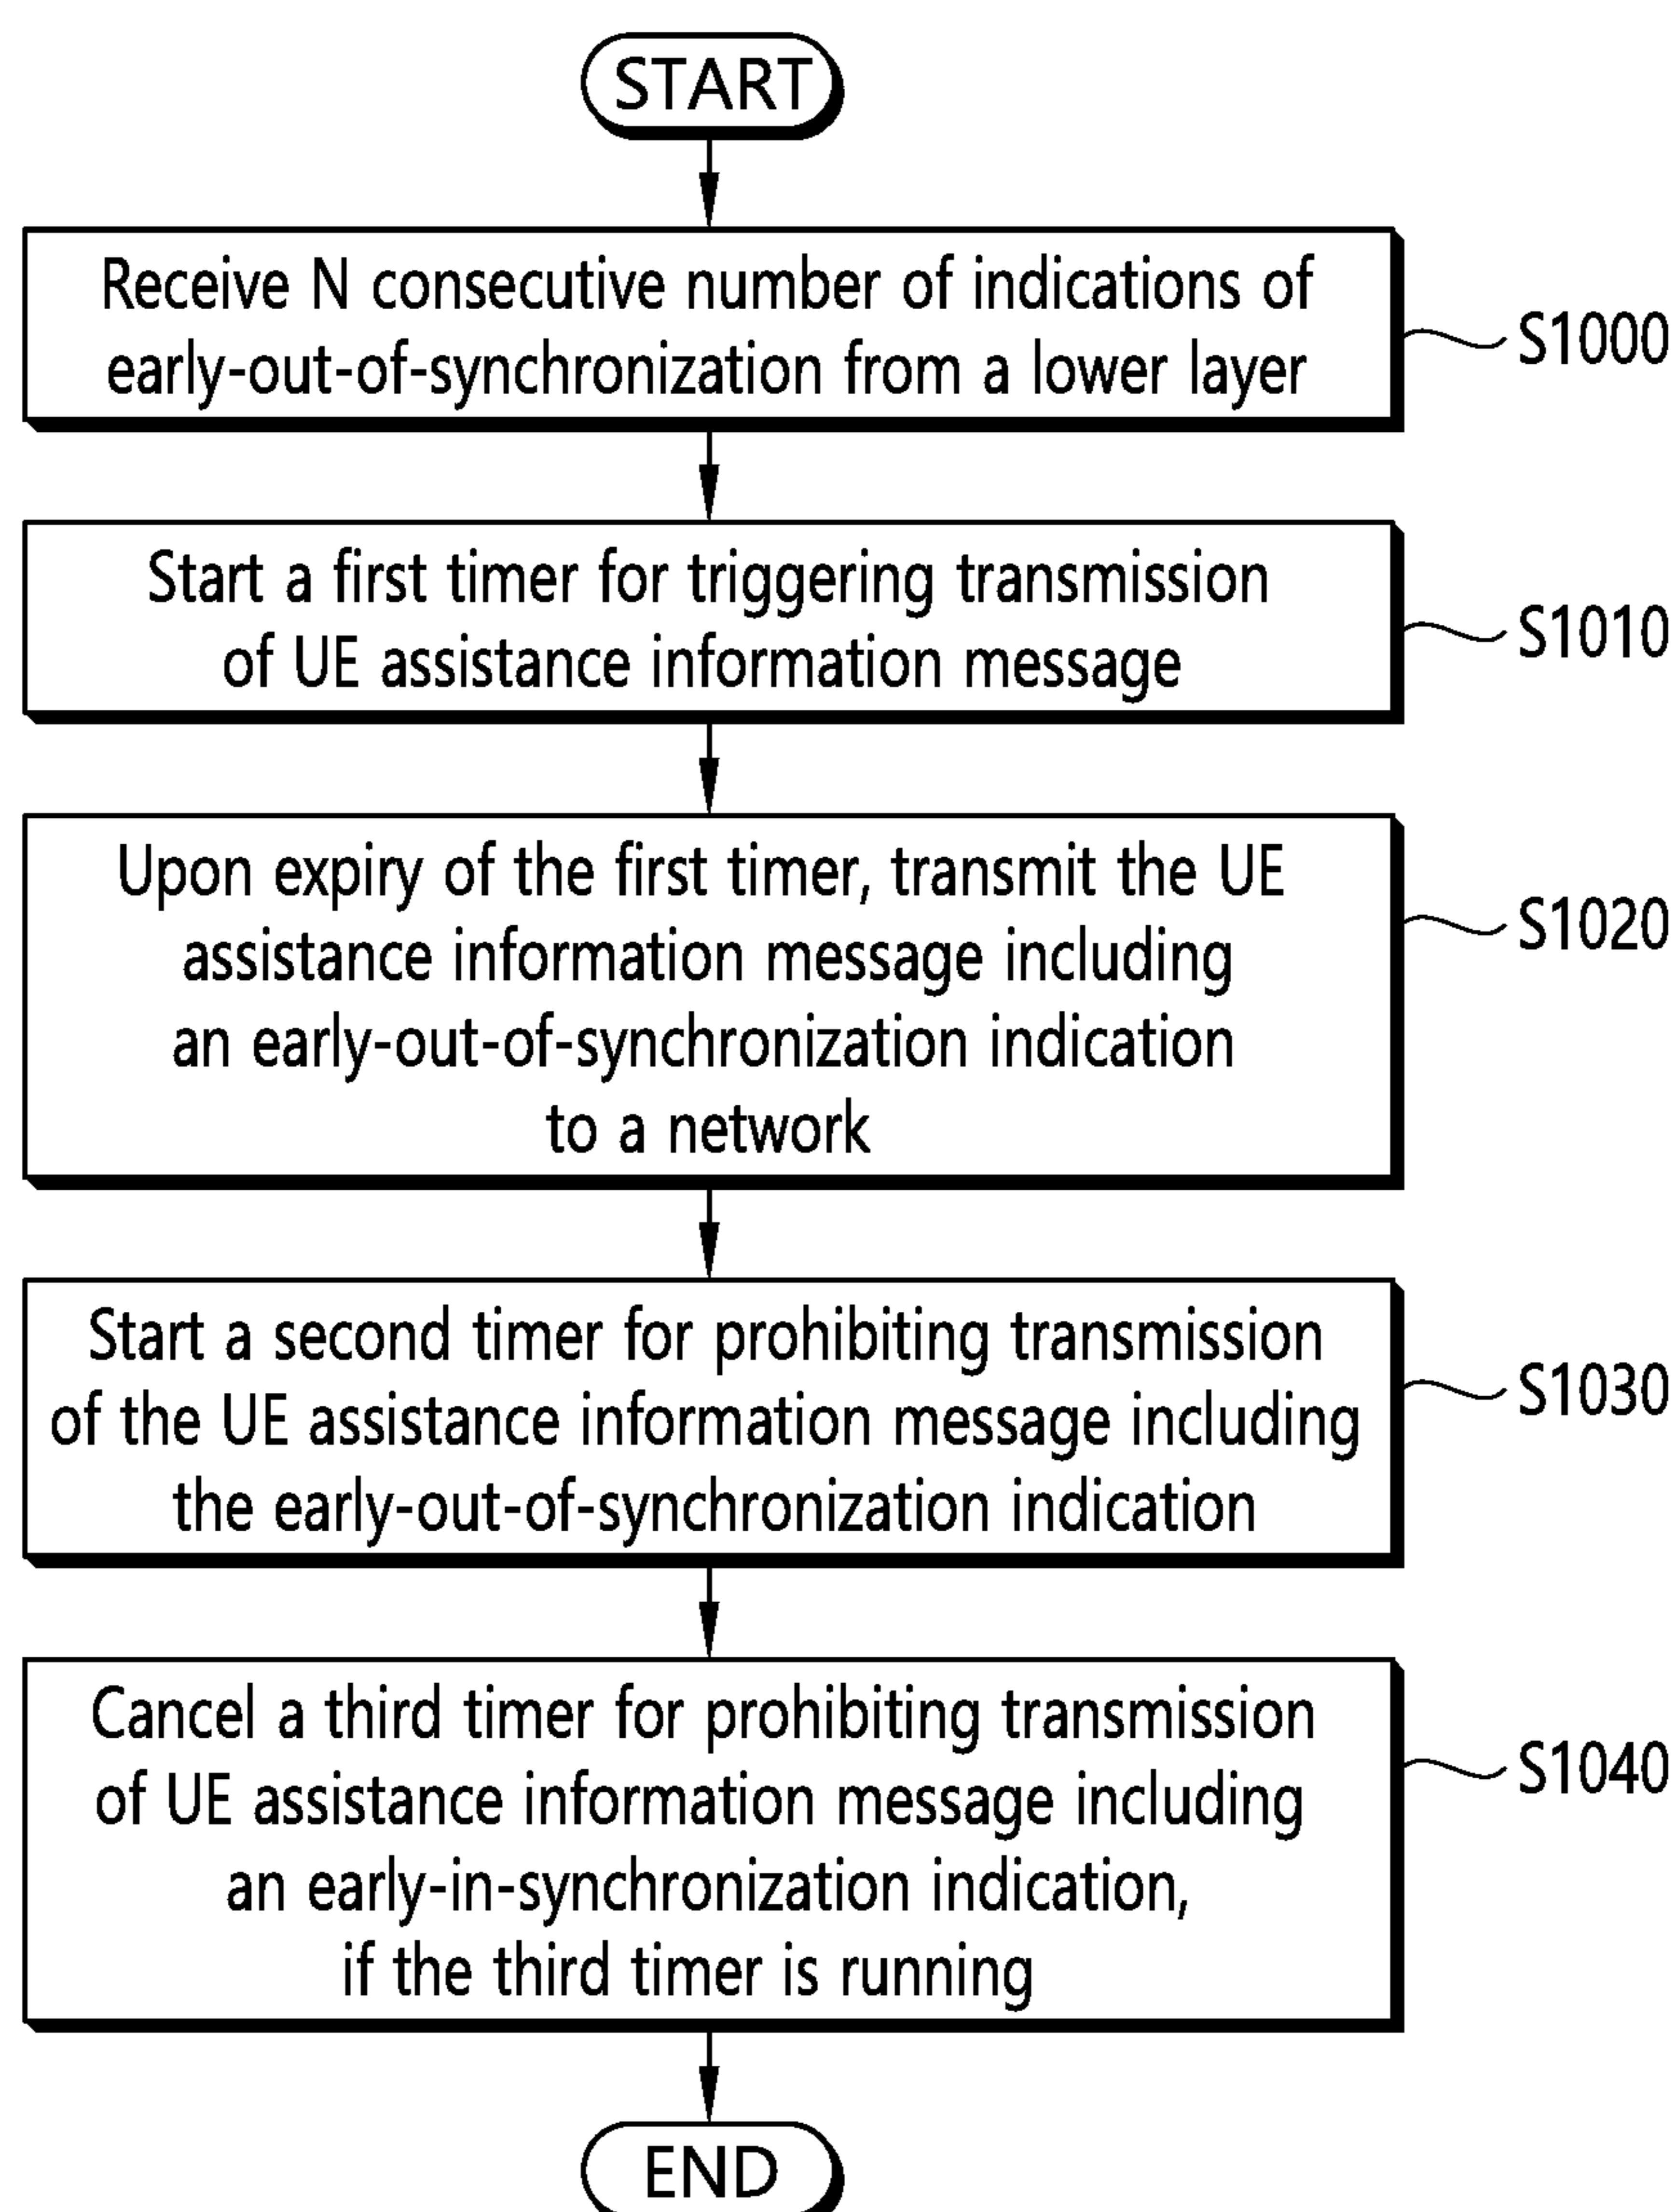 START
Receive N consecutive number of indications of
early-out-of-synchronization from a lower layer
S1000
Start a first timer for triggering transmission
of UE assistance information message
S1010
Upon expiry of the first timer, transmit the UE
assistance information message including
an early-out-of-synchronization indication
to a network
S1020
Start a second timer for prohibiting transmission
of the UE assistance information message including
the early-out-of-synchronization indication
S1030
Cancel a third timer for prohibiting transmission
of UE assistance information message including
an early-in-synchronization indication,
if the third timer is running
S1040
END